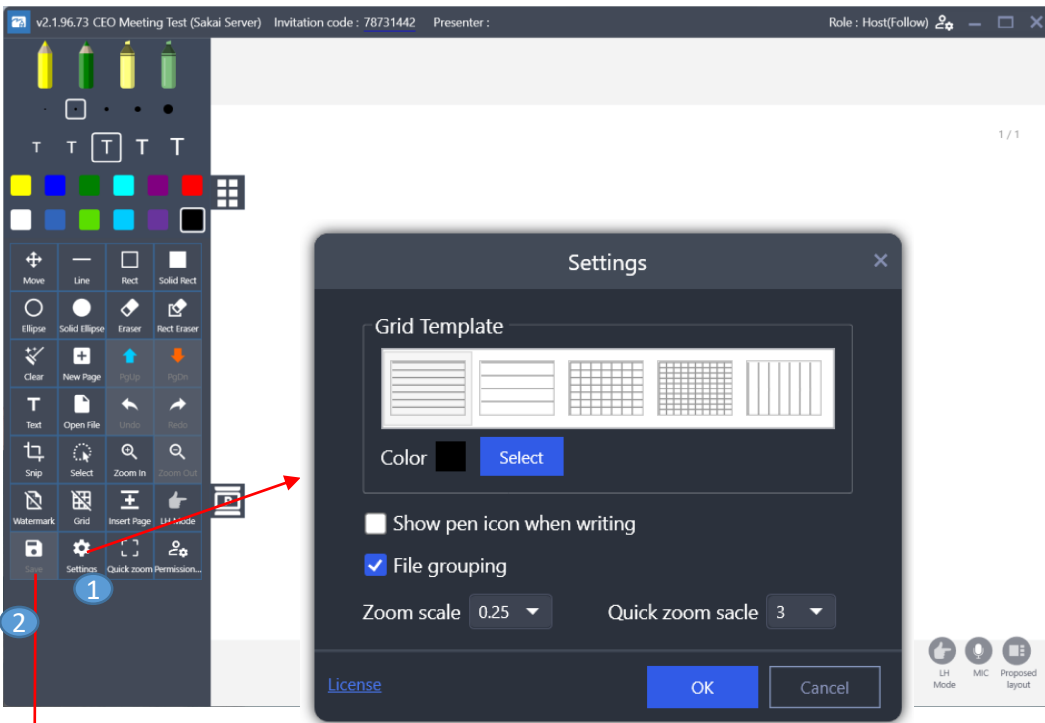 v2.1.96.73 CEO Meeting Test (Sakai Server) Invitation code : 78731442 Presenter : Role : Host(Follow)
1 / 1
T T T T T
Move Line Rect Solid Rect
Ellipse Solid Ellipse Eraser Rect Eraser
Clear New Page PgUp PgDn
Text Open File Undo Redo
Snip Select Zoom In Zoom Out
Watermark Grid Insert Page LH Mode
Save Settings Quick zoom Permission...
1
2
Settings
Grid Template
Color Select
Show pen icon when writing
File grouping
Zoom scale 0.25 Quick zoom sacle 3
License OK Cancel
LH Mode MIC Proposed layout